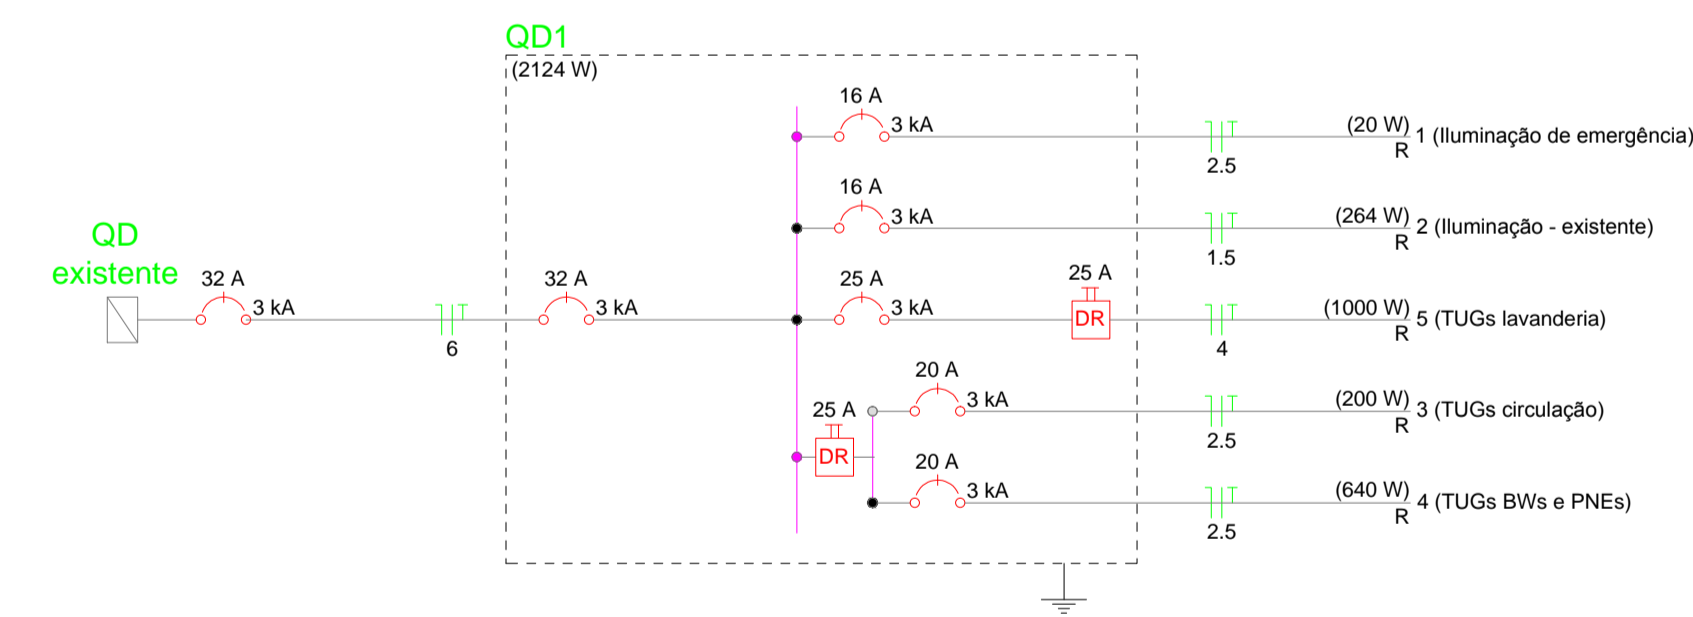 QD1
(2124 W)
16 A
3 kA
2.5
(20 W)
R
1 (Iluminação de emergência)
16 A
3 kA
1.5
(264 W)
R
2 (Iluminação - existente)
QD
existente
32 A
3 kA
6
32 A
3 kA
25 A
3 kA
25 A
DR
4
(1000 W)
R
5 (TUGs lavanderia)
25 A
DR
20 A
3 kA
2.5
(200 W)
R
3 (TUGs circulação)
20 A
3 kA
2.5
(640 W)
R
4 (TUGs BWs e PNEs)